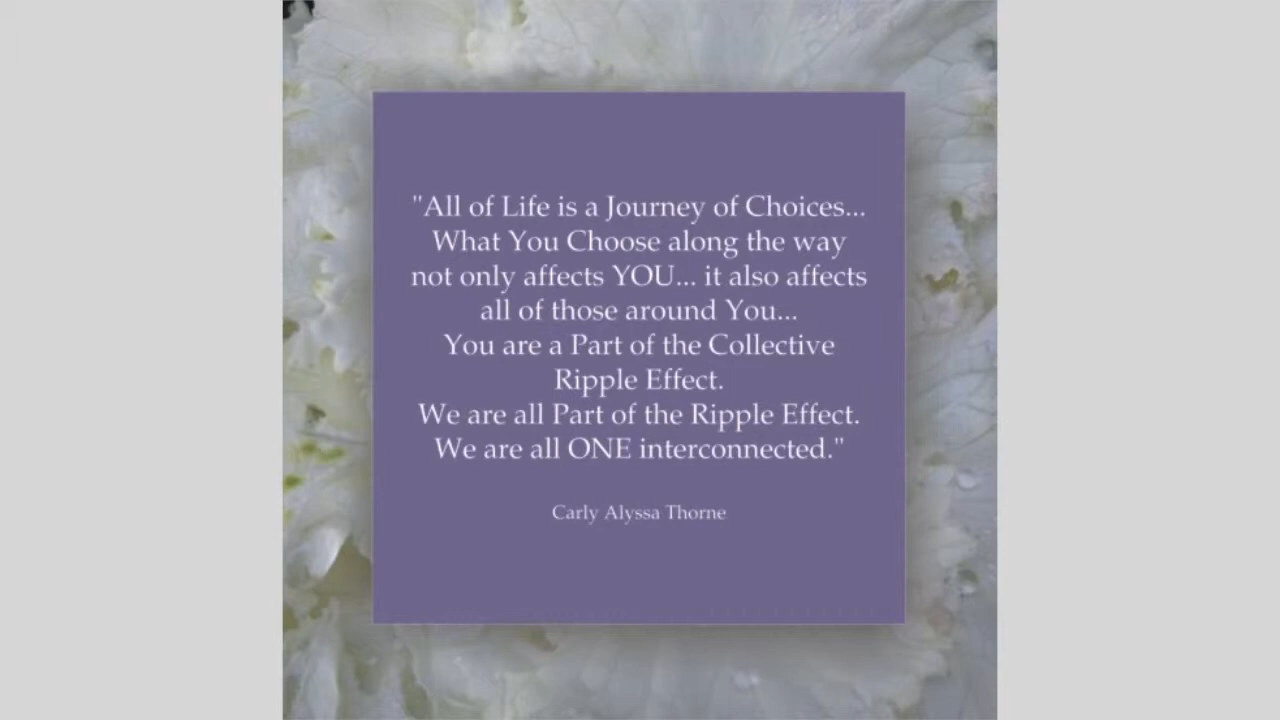 "All of Life is a Journey of Choices...
What You Choose along the way
not only affects YOU... it also affects
all of those around You...
You are a Part of the Collective
Ripple Effect.
We are all Part of the Ripple Effect.
We are all ONE interconnected."
Carly Alyssa Thorne